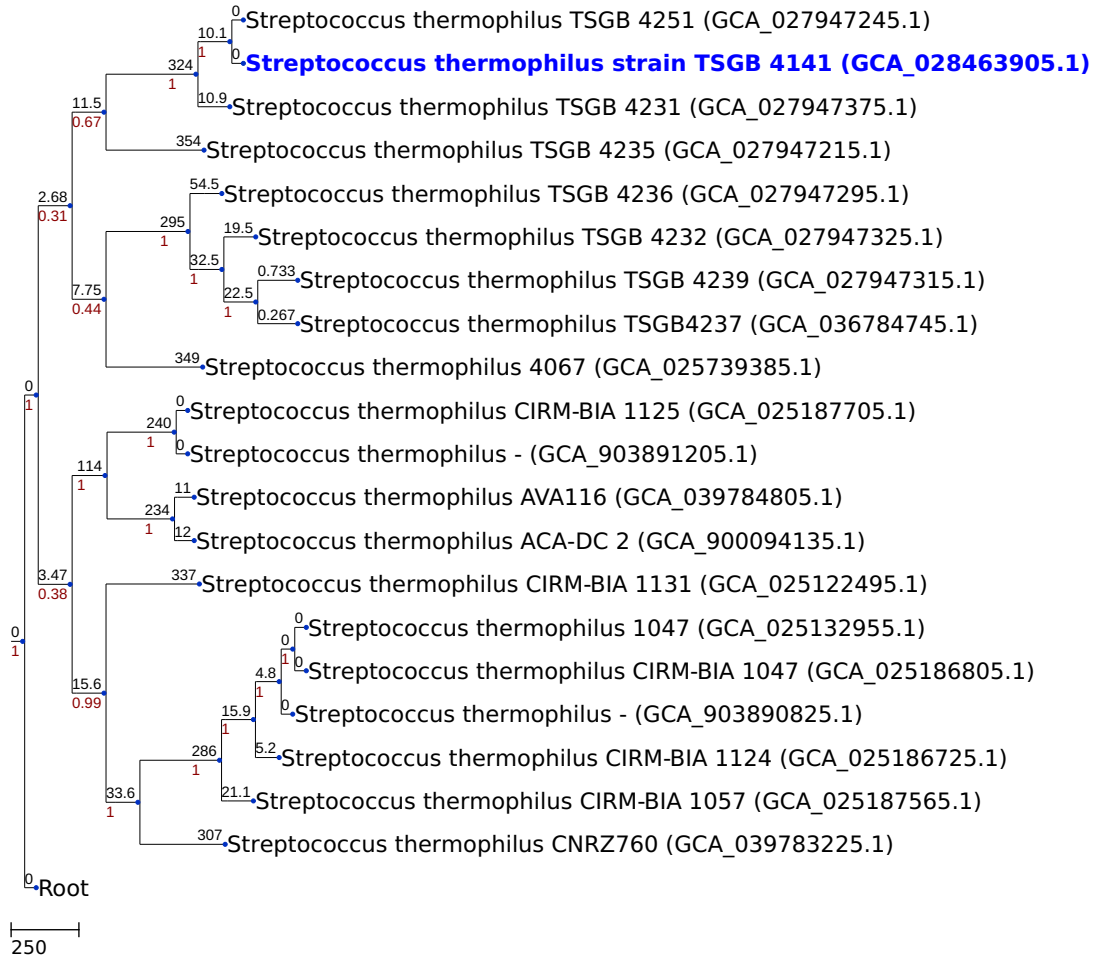 0
Streptococcus thermophilus TSGB 4251 (GCA_027947245.1)
10.1
1
0
Streptococcus thermophilus strain TSGB 4141 (GCA_028463905.1)
324
1
10.9
Streptococcus thermophilus TSGB 4231 (GCA_027947375.1)
11.5
0.67
354
Streptococcus thermophilus TSGB 4235 (GCA_027947215.1)
2.68
0.31
54.5
Streptococcus thermophilus TSGB 4236 (GCA_027947295.1)
295
1
19.5
Streptococcus thermophilus TSGB 4232 (GCA_027947325.1)
32.5
1
0.733
Streptococcus thermophilus TSGB 4239 (GCA_027947315.1)
22.5
1
7.75
0.44
0.267
Streptococcus thermophilus TSGB4237 (GCA_036784745.1)
349
Streptococcus thermophilus 4067 (GCA_025739385.1)
0
1
0
Streptococcus thermophilus CIRM-BIA 1125 (GCA_025187705.1)
240
1
0
Streptococcus thermophilus - (GCA_903891205.1)
114
1
11
Streptococcus thermophilus AVA116 (GCA_039784805.1)
234
1
12
Streptococcus thermophilus ACA-DC 2 (GCA_900094135.1)
3.47
0.38
337
Streptococcus thermophilus CIRM-BIA 1131 (GCA_025122495.1)
0
1
0
Streptococcus thermophilus 1047 (GCA_025132955.1)
0
1
0
Streptococcus thermophilus CIRM-BIA 1047 (GCA_025186805.1)
4.8
1
15.6
0.99
0
Streptococcus thermophilus - (GCA_903890825.1)
15.9
1
5.2
Streptococcus thermophilus CIRM-BIA 1124 (GCA_025186725.1)
286
1
21.1
Streptococcus thermophilus CIRM-BIA 1057 (GCA_025187565.1)
33.6
1
307
Streptococcus thermophilus CNRZ760 (GCA_039783225.1)
0
Root
250